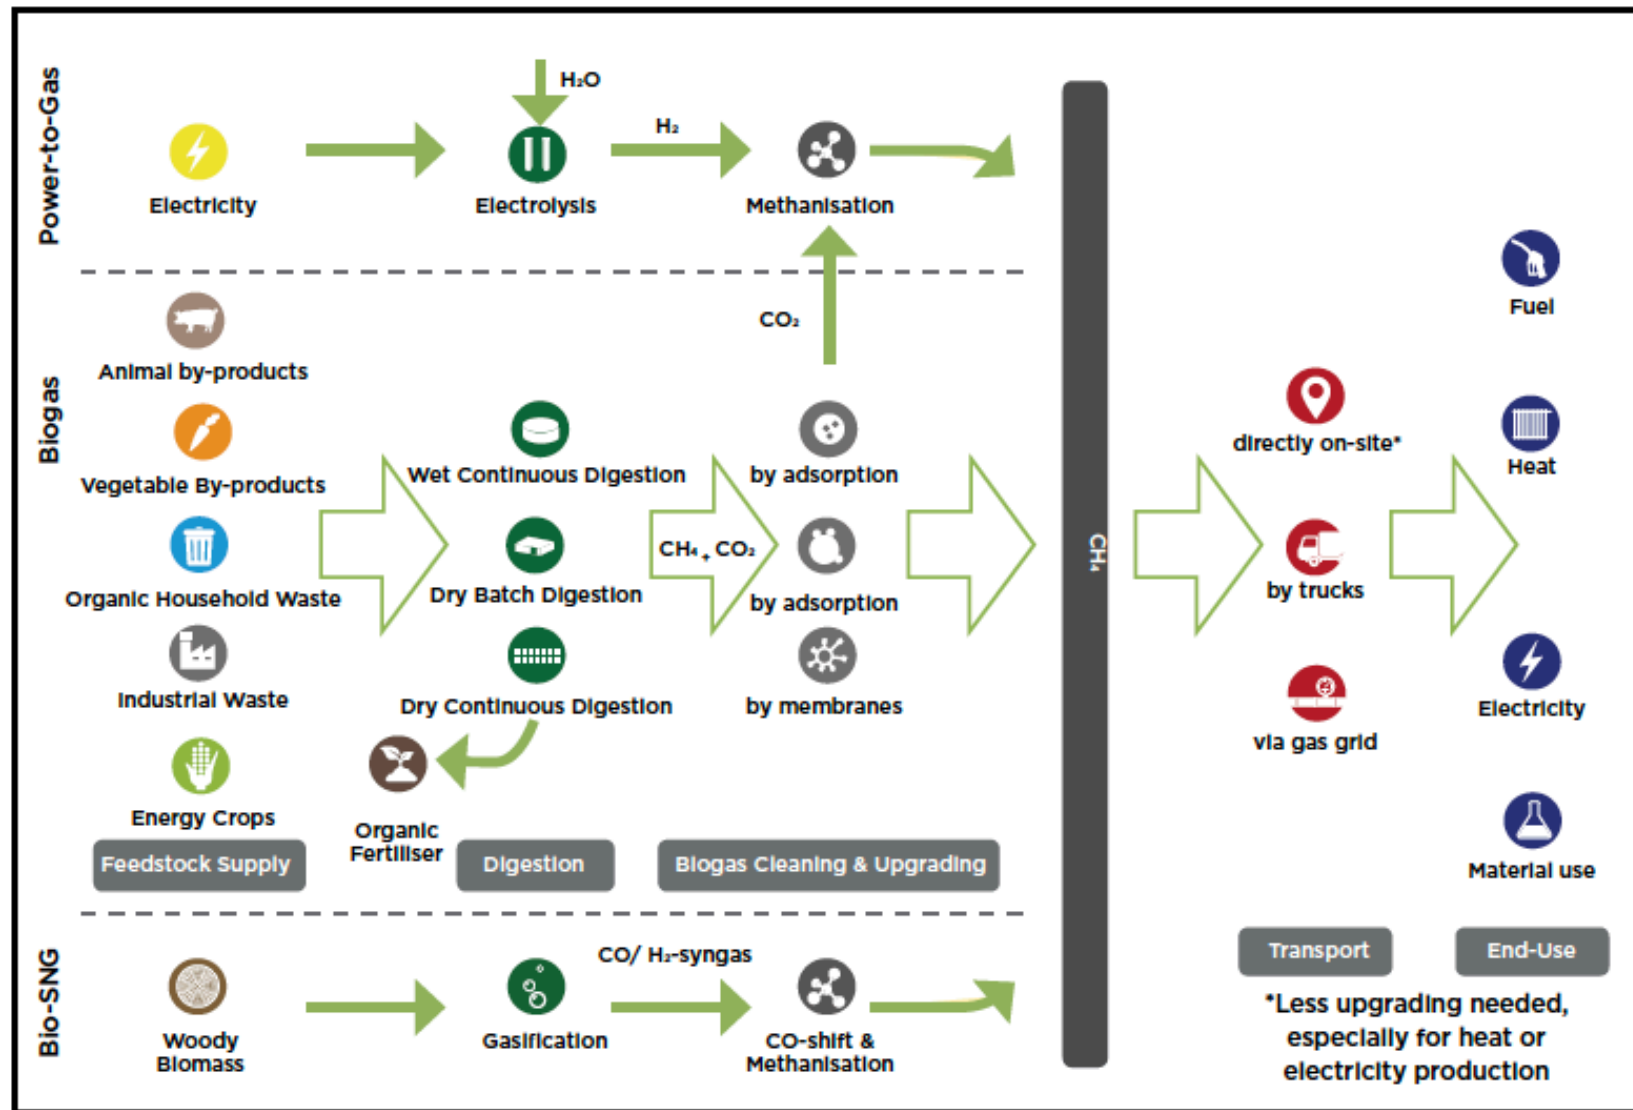 Power-to-Gas
H₂O
H₂
Electricity
Electrolysis
Methanisation
Biogas
CO₂
Animal by-products
Vegetable By-products
Organic Household Waste
Industrial Waste
Energy Crops
Feedstock Supply
Wet Continuous Digestion
Dry Batch Digestion
Dry Continuous Digestion
Organic
Fertiliser
Digestion
CH₄ + CO₂
by adsorption
by adsorption
by membranes
Biogas Cleaning & Upgrading
Bio-SNG
CO/ H₂-syngas
Woody
Biomass
Gasification
CO-shift &
Methanisation
CH₄
directly on-site*
by trucks
via gas grid
Transport
Fuel
Heat
Electricity
Material use
End-Use
*Less upgrading needed,
especially for heat or
electricity production